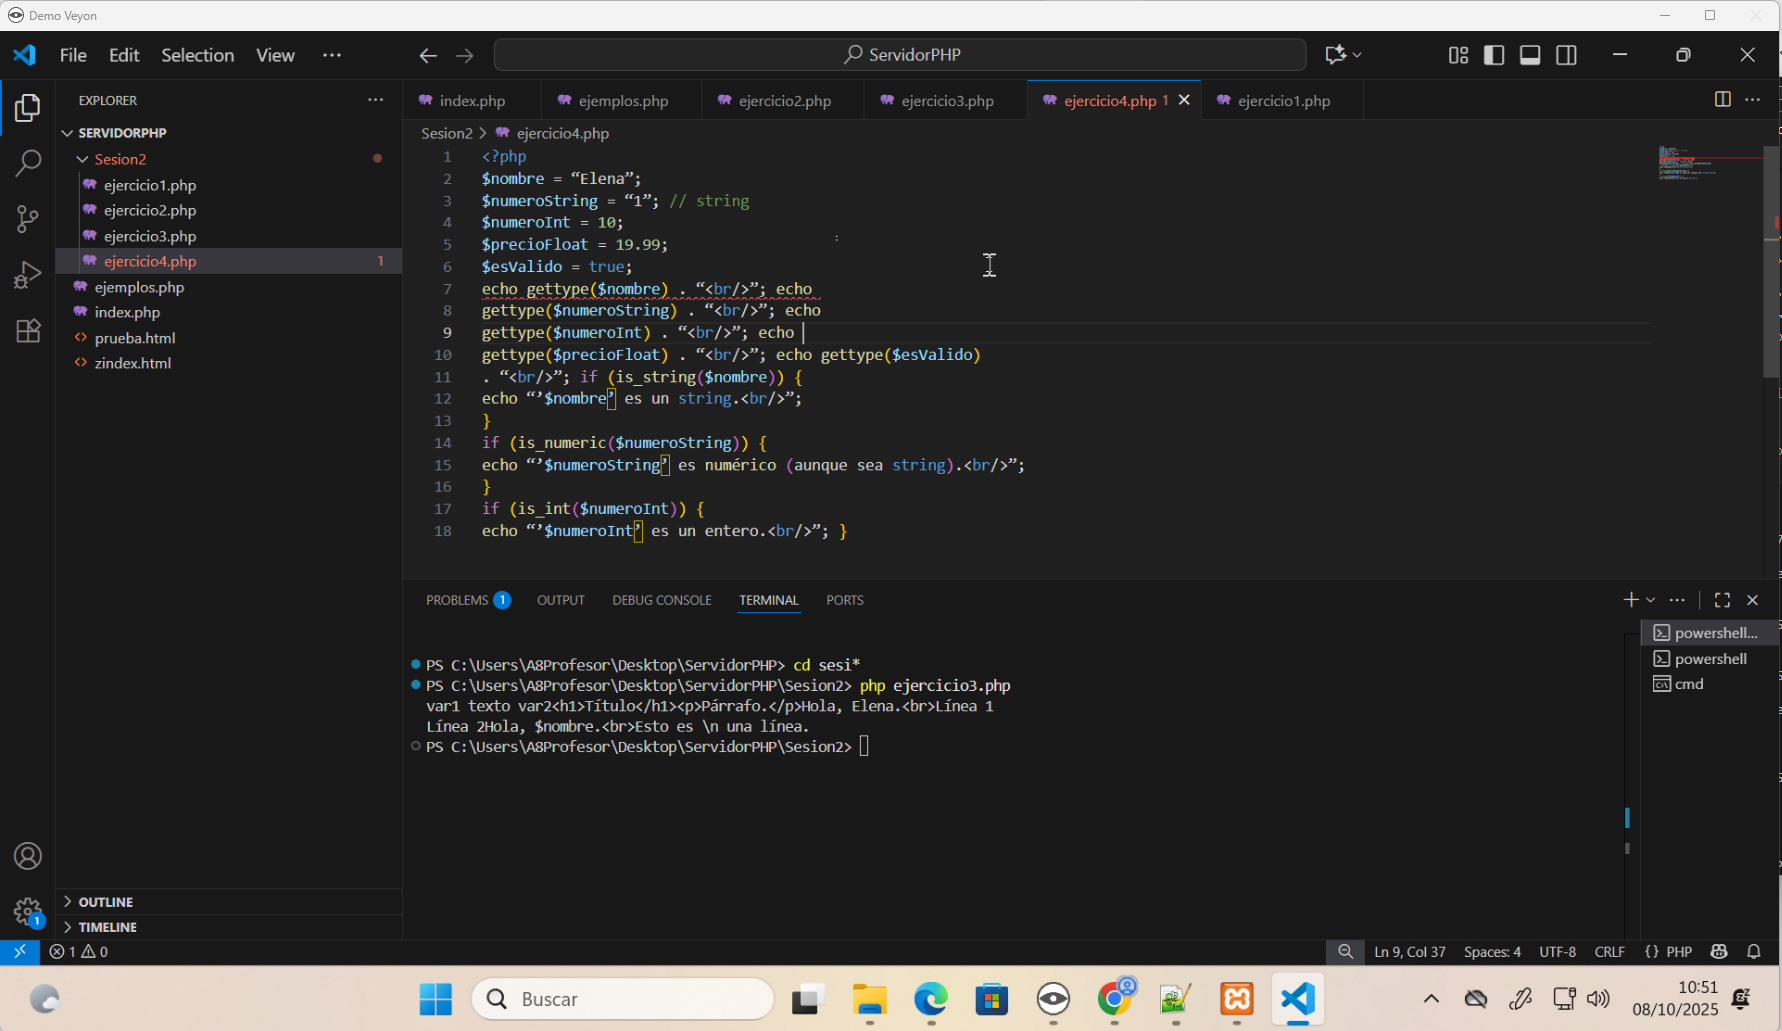 Demo Veyon
File Edit Selection View ···
ServidorPHP
EXPLORER
SERVIDORPHP
Sesion2
ejercicio1.php
ejercicio2.php
ejercicio3.php
ejercicio4.php 1
ejemplos.php
index.php
prueba.html
zindex.html
OUTLINE
TIMELINE
index.php ejemplos.php ejercicio2.php ejercicio3.php ejercicio4.php 1 ejercicio1.php
Sesion2 > ejercicio4.php
1 <?php
2 $nombre = “Elena”;
3 $numeroString = “1”; // string
4 $numeroInt = 10;
5 $precioFloat = 19.99;
6 $esValido = true;
7 echo gettype($nombre) . “<br/>”; echo
8 gettype($numeroString) . “<br/>”; echo
9 gettype($numeroInt) . “<br/>”; echo
10 gettype($precioFloat) . “<br/>”; echo gettype($esValido)
11 . “<br/>”; if (is_string($nombre)) {
12 echo “’$nombre’ es un string.<br/>”;
13 }
14 if (is_numeric($numeroString)) {
15 echo “’$numeroString’ es numérico (aunque sea string).<br/>”;
16 }
17 if (is_int($numeroInt)) {
18 echo “’$numeroInt’ es un entero.<br/>”; }
PROBLEMS 1 OUTPUT DEBUG CONSOLE TERMINAL PORTS
PS C:\Users\A8Profesor\Desktop\ServidorPHP> cd sesi*
PS C:\Users\A8Profesor\Desktop\ServidorPHP\Sesion2> php ejercicio3.php
var1 texto var2<h1>Título</h1><p>Párrafo.</p>Hola, Elena.<br>Línea 1
Línea 2Hola, $nombre.<br>Esto es \n una línea.
PS C:\Users\A8Profesor\Desktop\ServidorPHP\Sesion2>
powershell...
powershell
cmd
1
1 0
Ln 9, Col 37 Spaces: 4 UTF-8 CRLF {} PHP
Buscar
10:51
08/10/2025